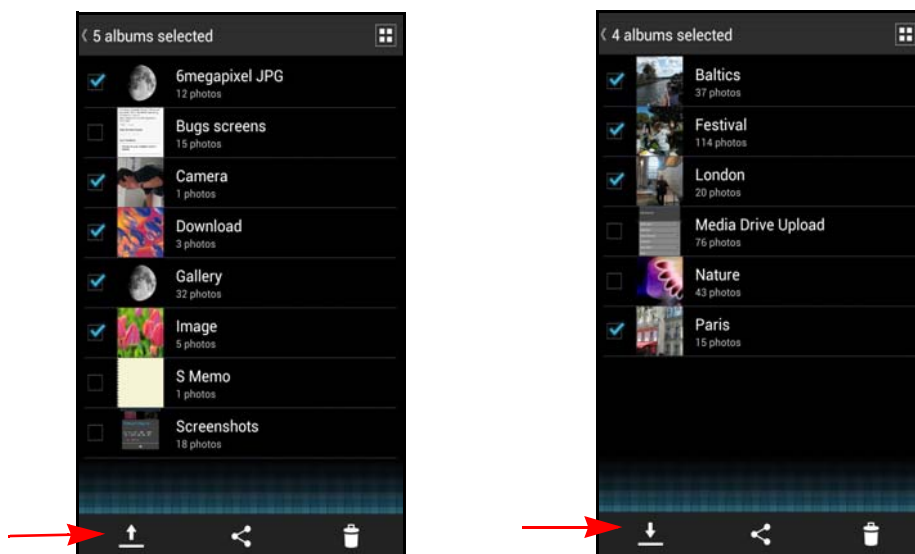 5 albums selected
6megapixel JPG
12 photos
Bugs screens
15 photos
Camera
1 photos
Download
3 photos
Gallery
32 photos
Image
5 photos
S Memo
1 photos
Screenshots
18 photos
4 albums selected
Baltics
37 photos
Festival
114 photos
London
20 photos
Media Drive Upload
76 photos
Nature
43 photos
Paris
15 photos